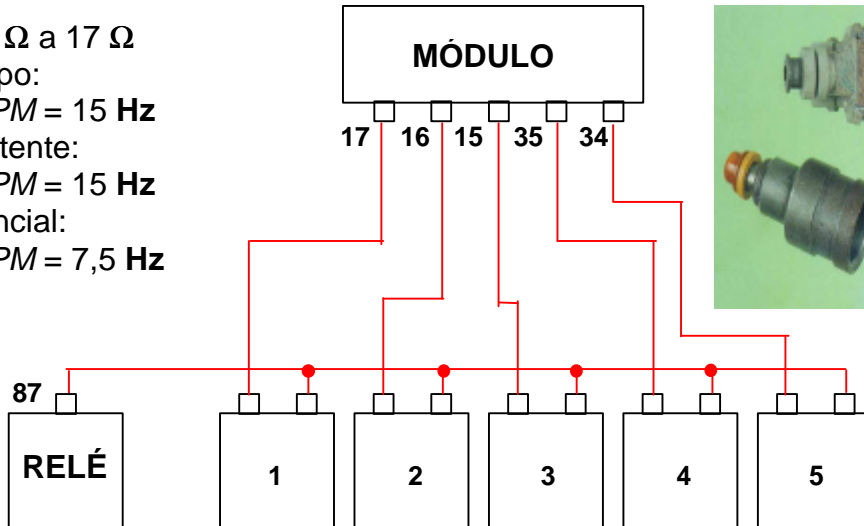 Ω a 17 Ω
po:
PM = 15 Hz
tente:
PM = 15 Hz
ncial:
PM = 7,5 Hz
MÓDULO
17 16 15 35 34
87
RELÉ 1 2 3 4 5